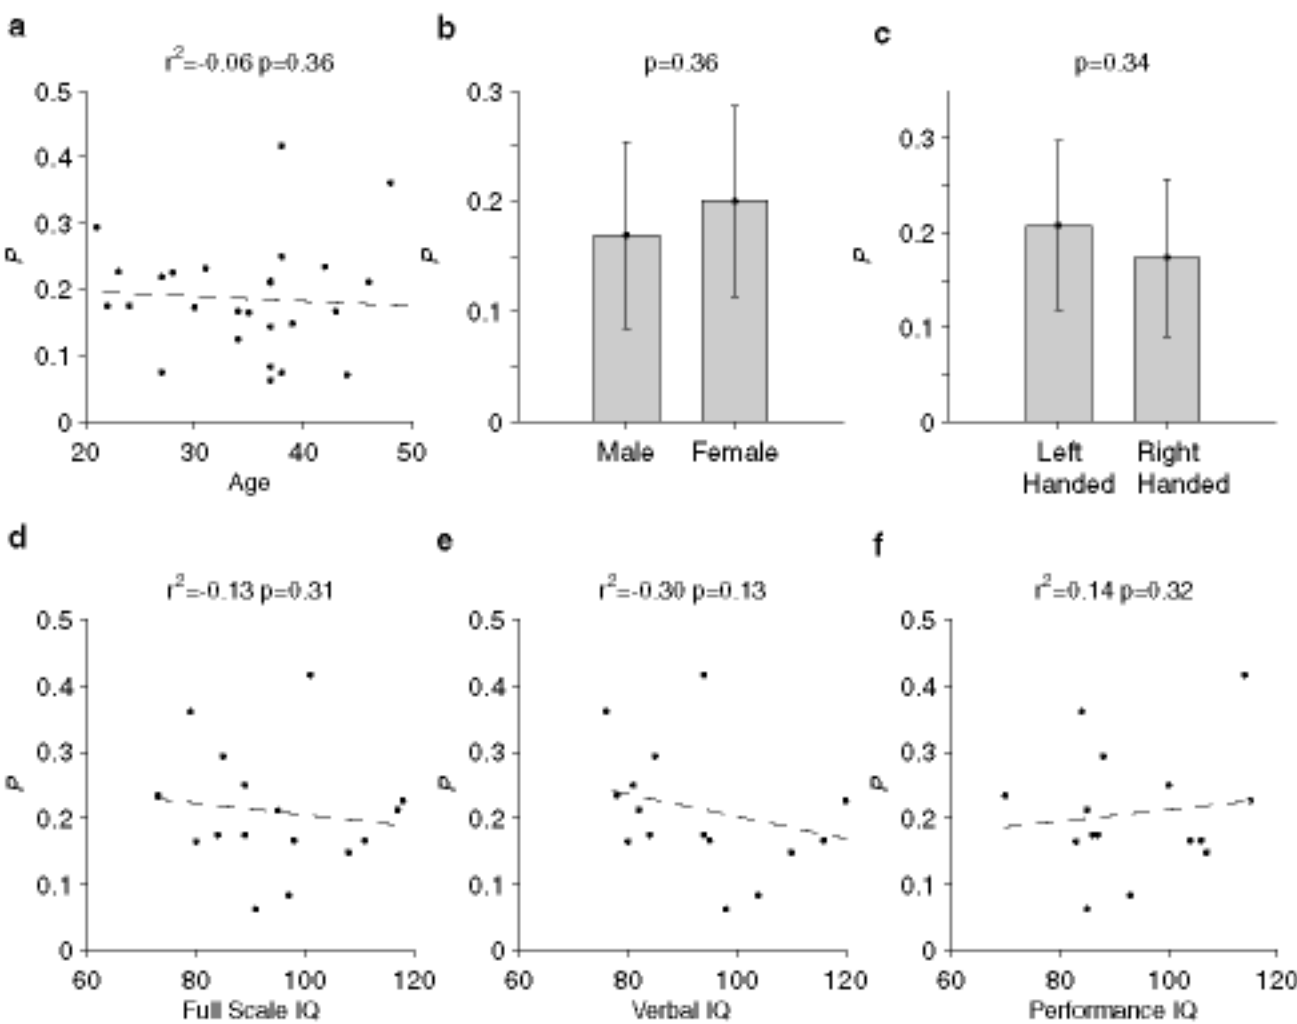 a
r²=-0.06 p=0.36
0.5
0.4
0.3
0.2
0.1
0
P
20 30 40 50
Age
b
p=0.36
0.3
0.2
0.1
0
P
Male Female
c
p=0.34
0.3
0.2
0.1
0
P
Left Right
Handed Handed
d
r²=-0.13 p=0.31
0.5
0.4
0.3
0.2
0.1
0
P
60 80 100 120
Full Scale IQ
e
r²=-0.30 p=0.13
0.5
0.4
0.3
0.2
0.1
0
P
60 80 100 120
Verbal IQ
f
r²=0.14 p=0.32
0.5
0.4
0.3
0.2
0.1
0
P
60 80 100 120
Performance IQ